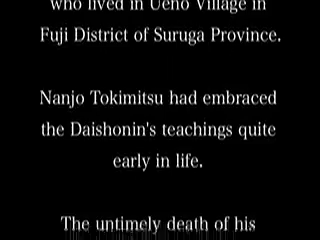 who lived in Ueno Village in
Fuji District of Suruga Province.
Nanjo Tokimitsu had embraced
the Daishonin's teachings quite
early in life.
The untimely death of his